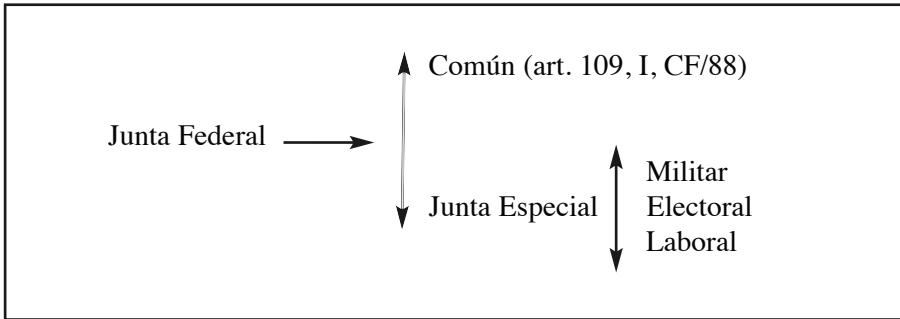 Común (art. 109, I, CF/88)
Junta Federal
Junta Especial
Militar
Electoral
Laboral